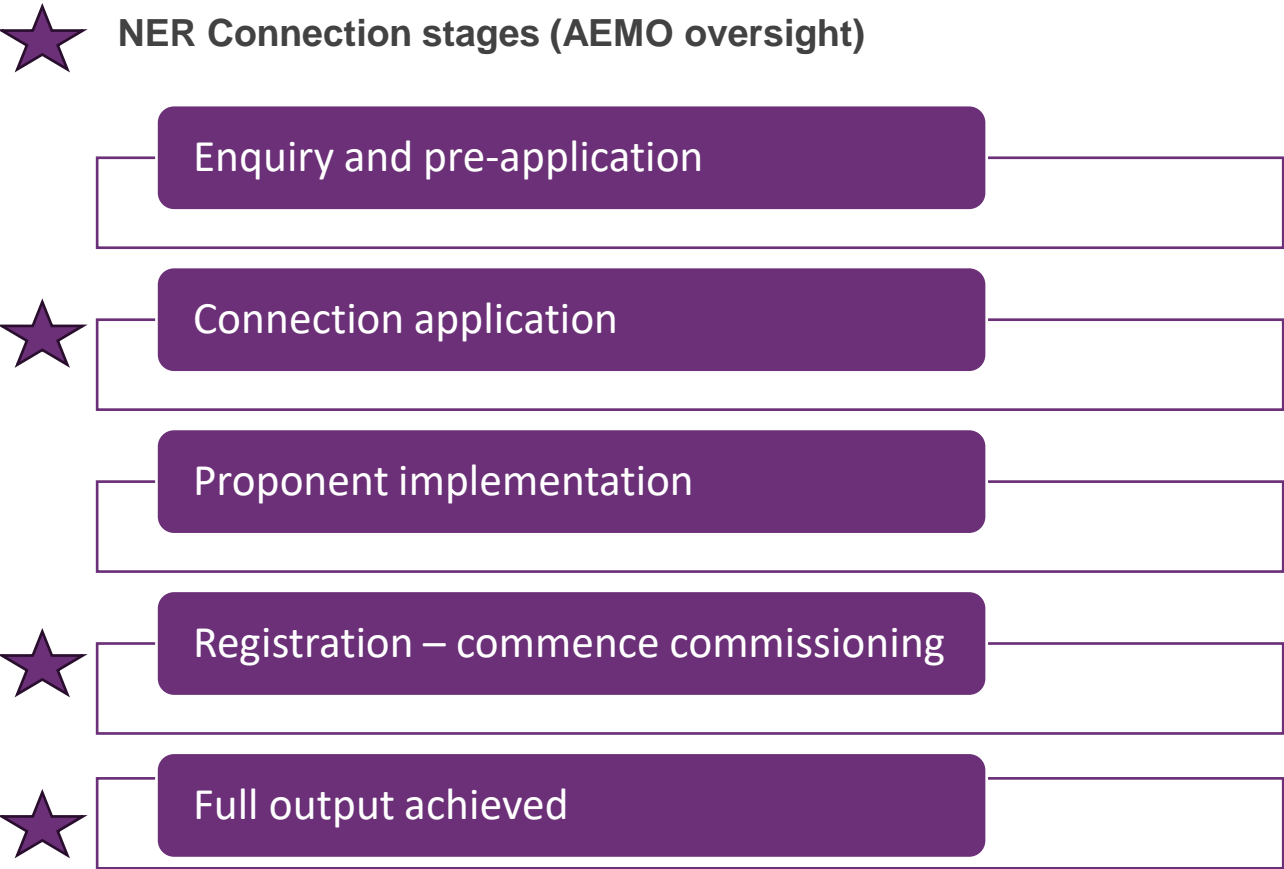 NER Connection stages (AEMO oversight)
Enquiry and pre-application
Connection application
Proponent implementation
Registration – commence commissioning
Full output achieved